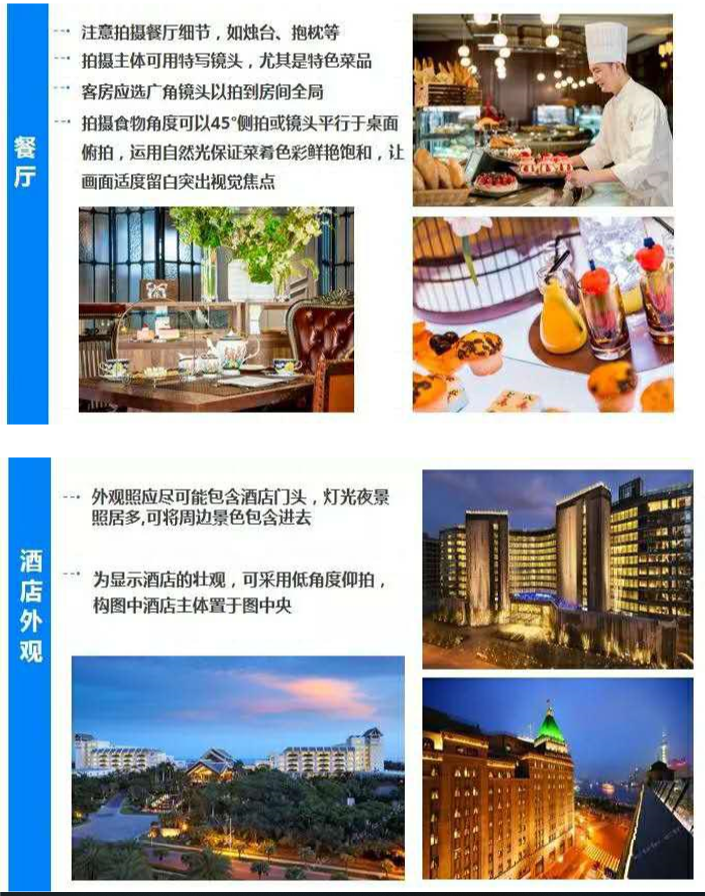 餐厅
注意拍摄餐厅细节，如烛台、抱枕等
拍摄主体可用特写镜头，尤其是特色菜品
客房应选广角镜头以拍到房间全局
拍摄食物角度可以45°侧拍或镜头平行于桌面
俯拍，运用自然光保证菜肴色彩鲜艳饱和，让
画面适度留白突出视觉焦点
酒店外观
外观照应尽可能包含酒店门头，灯光夜景
照居多,可将周边景色包含进去
为显示酒店的壮观，可采用低角度仰拍，
构图中酒店主体置于图中央